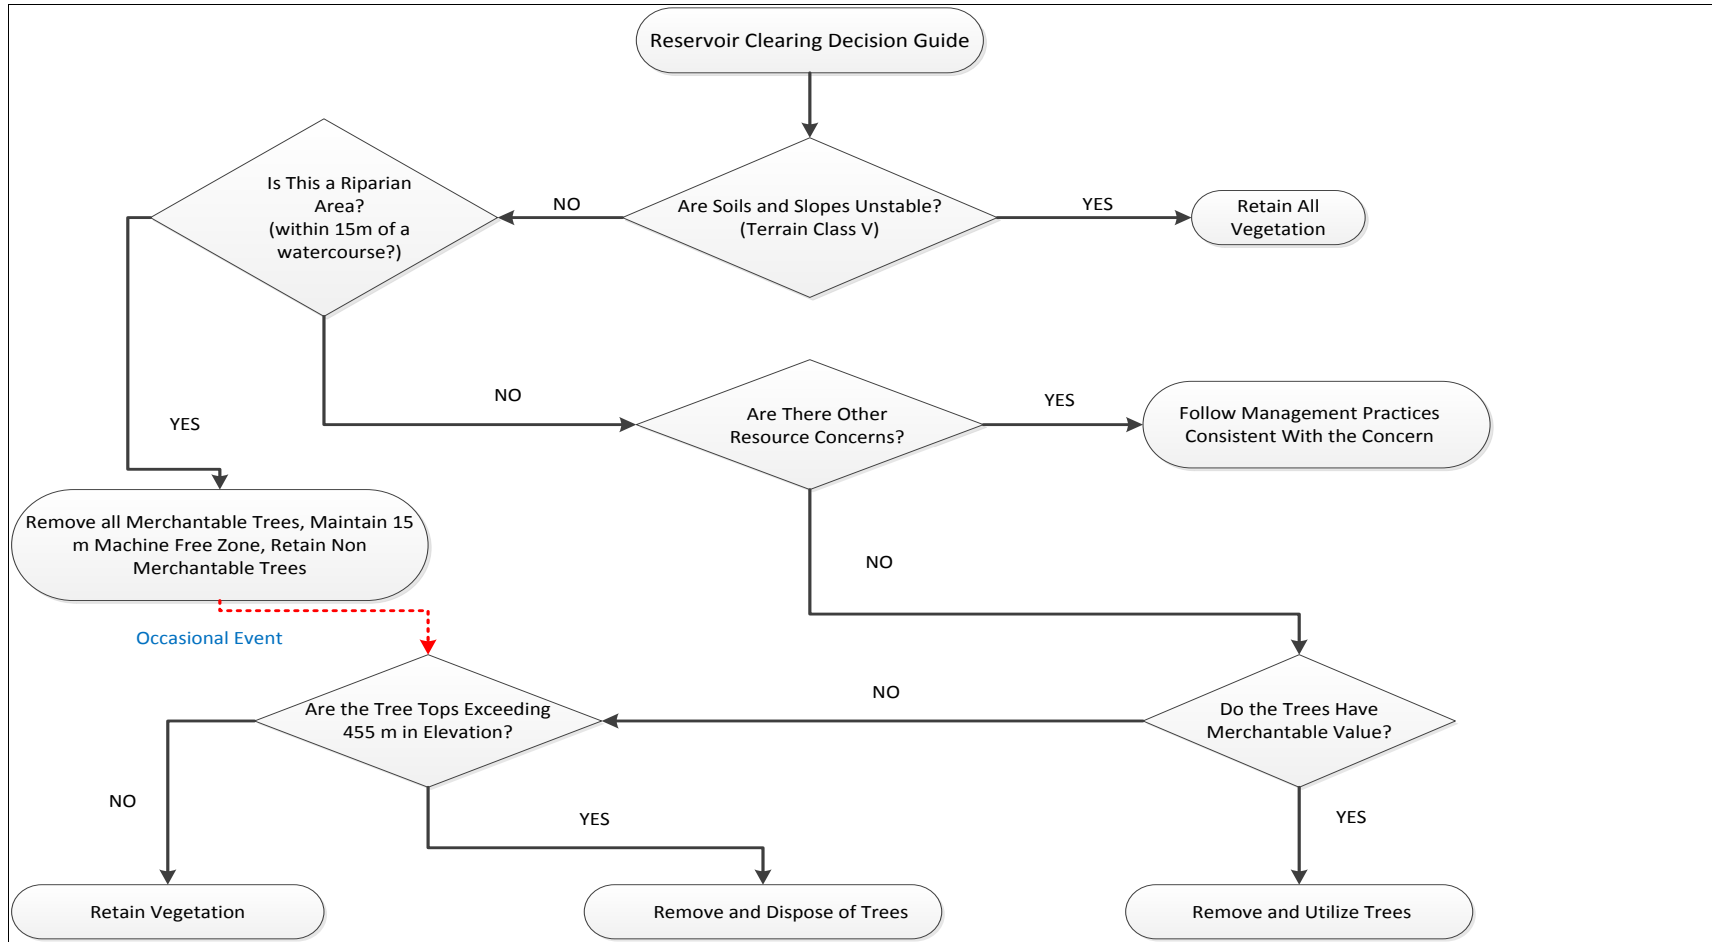 Reservoir Clearing Decision Guide
Is This a Riparian
Area?
(within 15m of a
watercourse?)
NO
Are Soils and Slopes Unstable?
(Terrain Class V)
YES
Retain All
Vegetation
NO
YES
Are There Other
Resource Concerns?
YES
Follow Management Practices
Consistent With the Concern
Remove all Merchantable Trees, Maintain 15
m Machine Free Zone, Retain Non
Merchantable Trees
NO
Occasional Event
Are the Tree Tops Exceeding
455 m in Elevation?
NO
Do the Trees Have
Merchantable Value?
NO
YES
YES
Retain Vegetation
Remove and Dispose of Trees
Remove and Utilize Trees